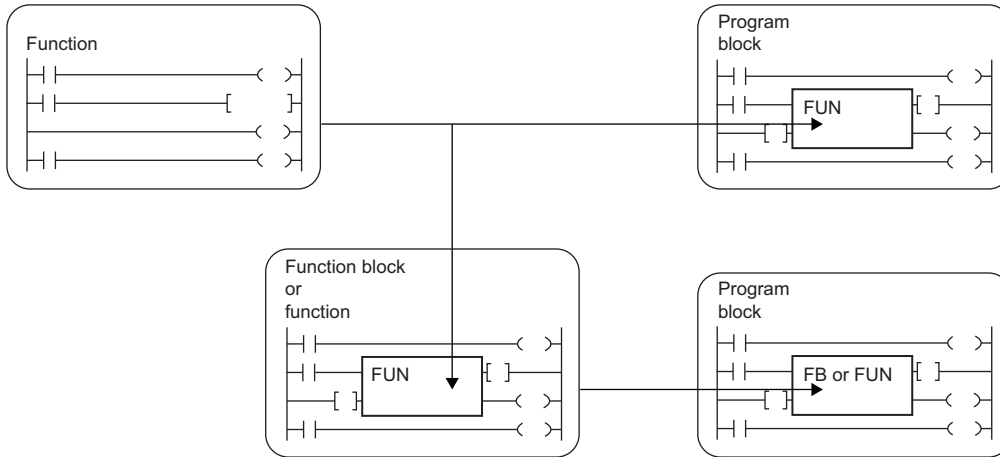 Function
Program
block
FUN
Function block
or
function
FUN
Program
block
FB or FUN